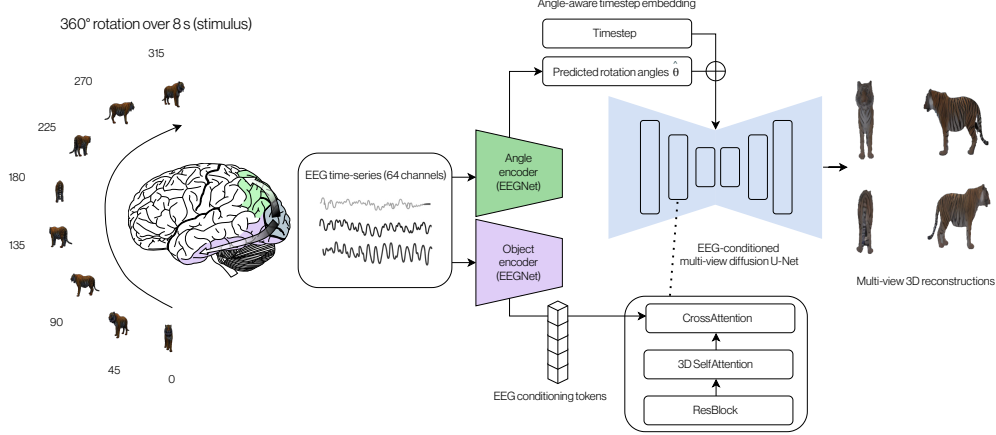 Angle-aware timestep embedding
360° rotation over 8 s (stimulus)
Timestep
315
Predicted rotation angles θ̂
270
225
Angle
encoder
(EEGNet)
EEG time-series (64 channels)
180
135
Object
encoder
(EEGNet)
EEG-conditioned
multi-view diffusion U-Net
Multi-view 3D reconstructions
90
CrossAttention
45
0
3D SelfAttention
EEG conditioning tokens
ResBlock